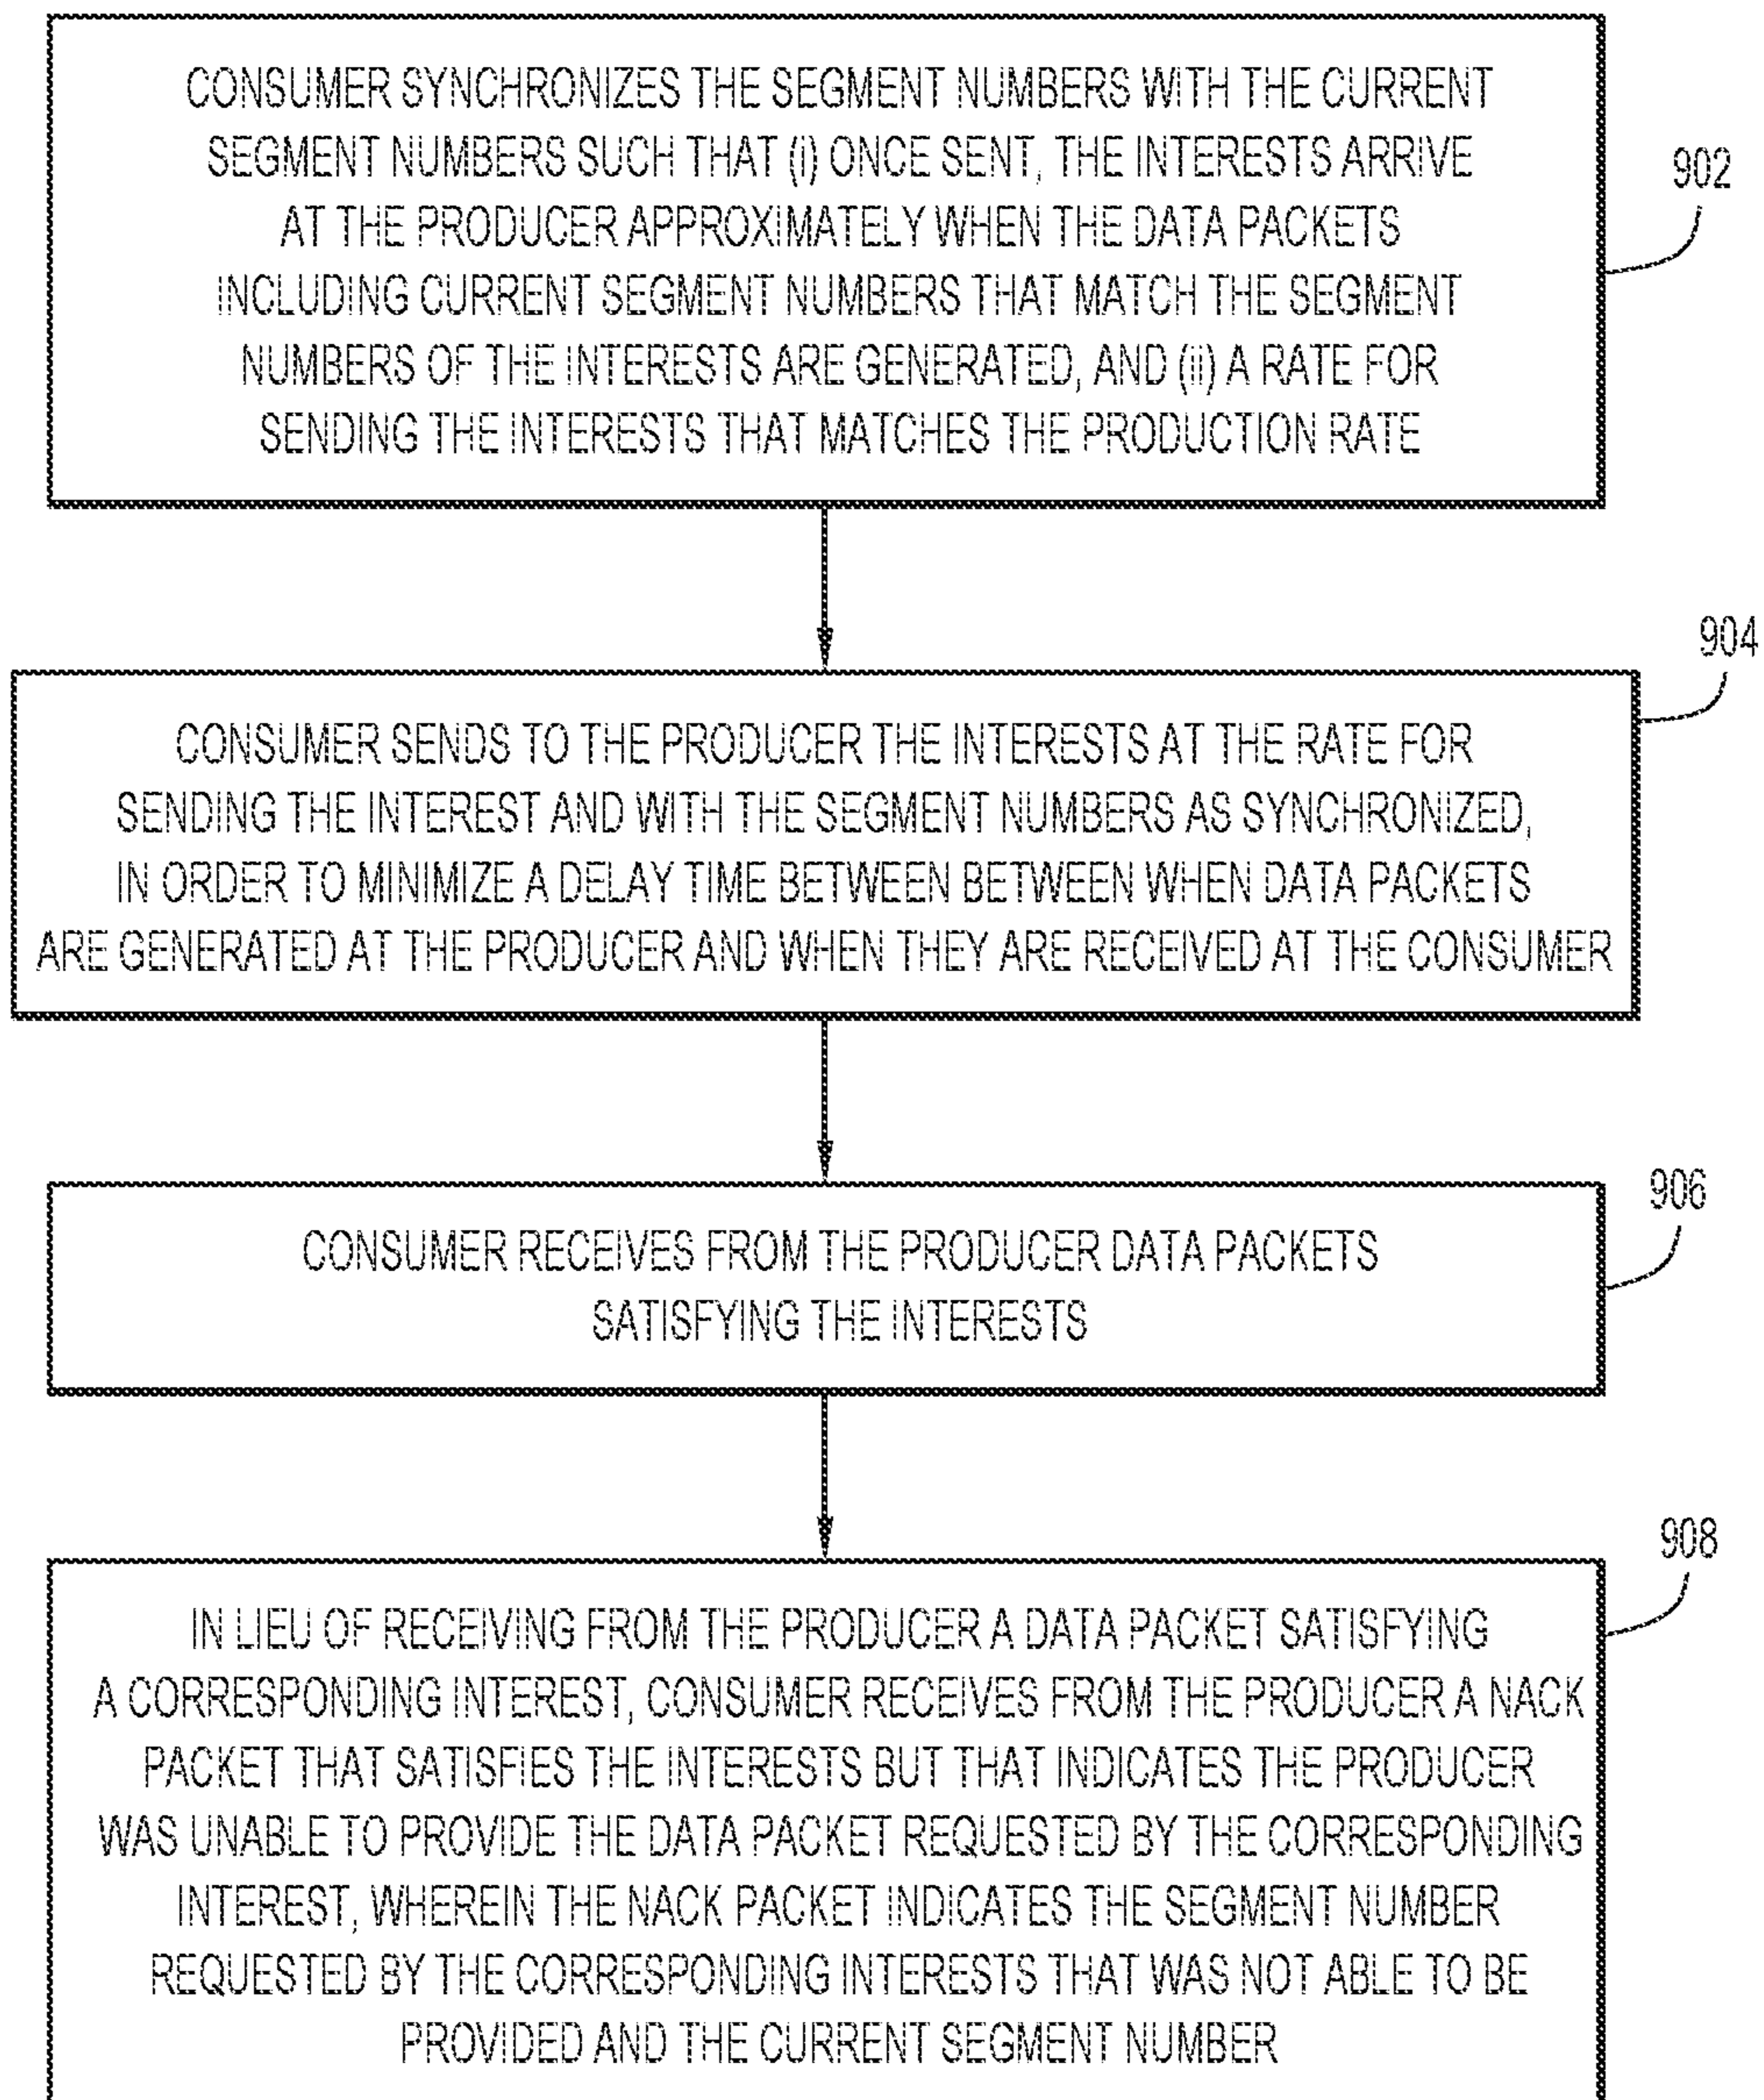 CONSUMER SYNCHRONIZES THE SEGMENT NUMBERS WITH THE CURRENT
SEGMENT NUMBERS SUCH THAT (i) ONCE SENT, THE INTERESTS ARRIVE
AT THE PRODUCER APPROXIMATELY WHEN THE DATA PACKETS
INCLUDING CURRENT SEGMENT NUMBERS THAT MATCH THE SEGMENT
NUMBERS OF THE INTERESTS ARE GENERATED, AND (ii) A RATE FOR
SENDING THE INTERESTS THAT MATCHES THE PRODUCTION RATE
902
904
CONSUMER SENDS TO THE PRODUCER THE INTERESTS AT THE RATE FOR
SENDING THE INTEREST AND WITH THE SEGMENT NUMBERS AS SYNCHRONIZED,
IN ORDER TO MINIMIZE A DELAY TIME BETWEEN BETWEEN WHEN DATA PACKETS
ARE GENERATED AT THE PRODUCER AND WHEN THEY ARE RECEIVED AT THE CONSUMER
906
CONSUMER RECEIVES FROM THE PRODUCER DATA PACKETS
SATISFYING THE INTERESTS
908
IN LIEU OF RECEIVING FROM THE PRODUCER A DATA PACKET SATISFYING
A CORRESPONDING INTEREST, CONSUMER RECEIVES FROM THE PRODUCER A NACK
PACKET THAT SATISFIES THE INTERESTS BUT THAT INDICATES THE PRODUCER
WAS UNABLE TO PROVIDE THE DATA PACKET REQUESTED BY THE CORRESPONDING
INTEREST, WHEREIN THE NACK PACKET INDICATES THE SEGMENT NUMBER
REQUESTED BY THE CORRESPONDING INTERESTS THAT WAS NOT ABLE TO BE
PROVIDED AND THE CURRENT SEGMENT NUMBER